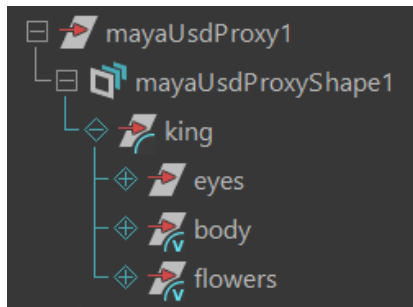 mayaUsdProxy1
mayaUsdProxyShape1
king
eyes
V body
V flowers